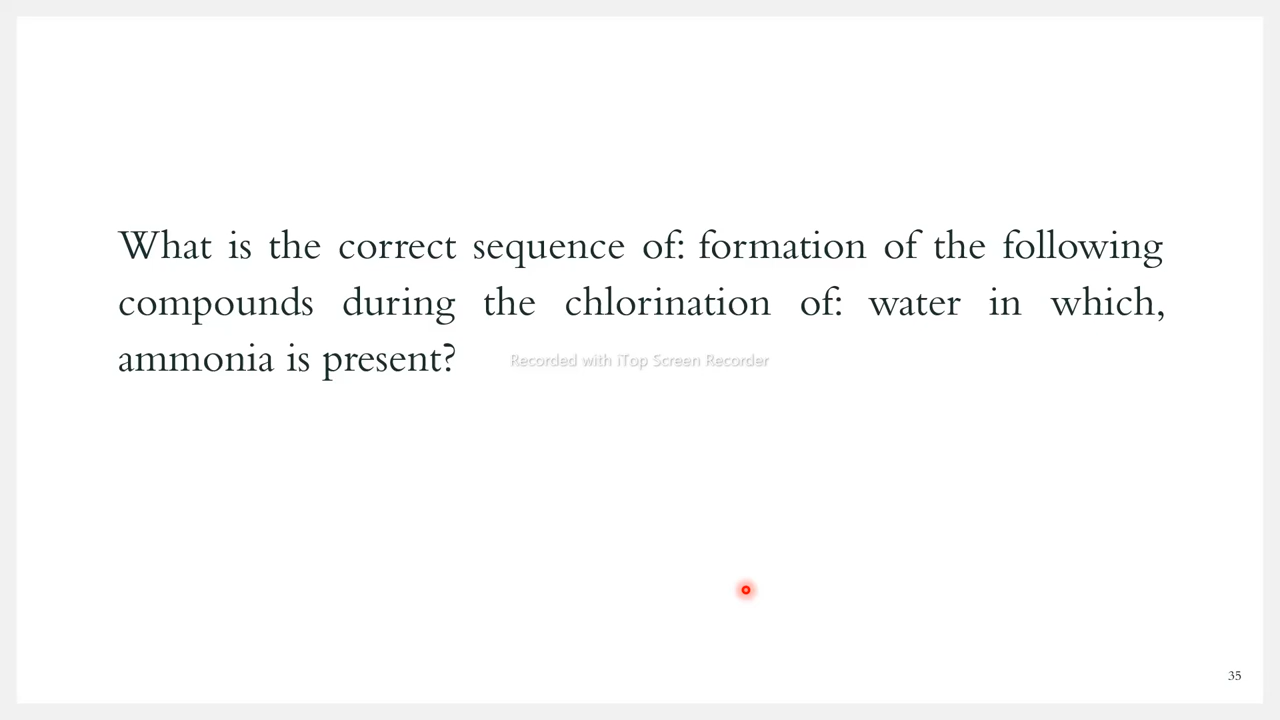 What is the correct sequence of: formation of the following
compounds during the chlorination of: water in which,
ammonia is present?
Recorded with iTop Screen Recorder
35